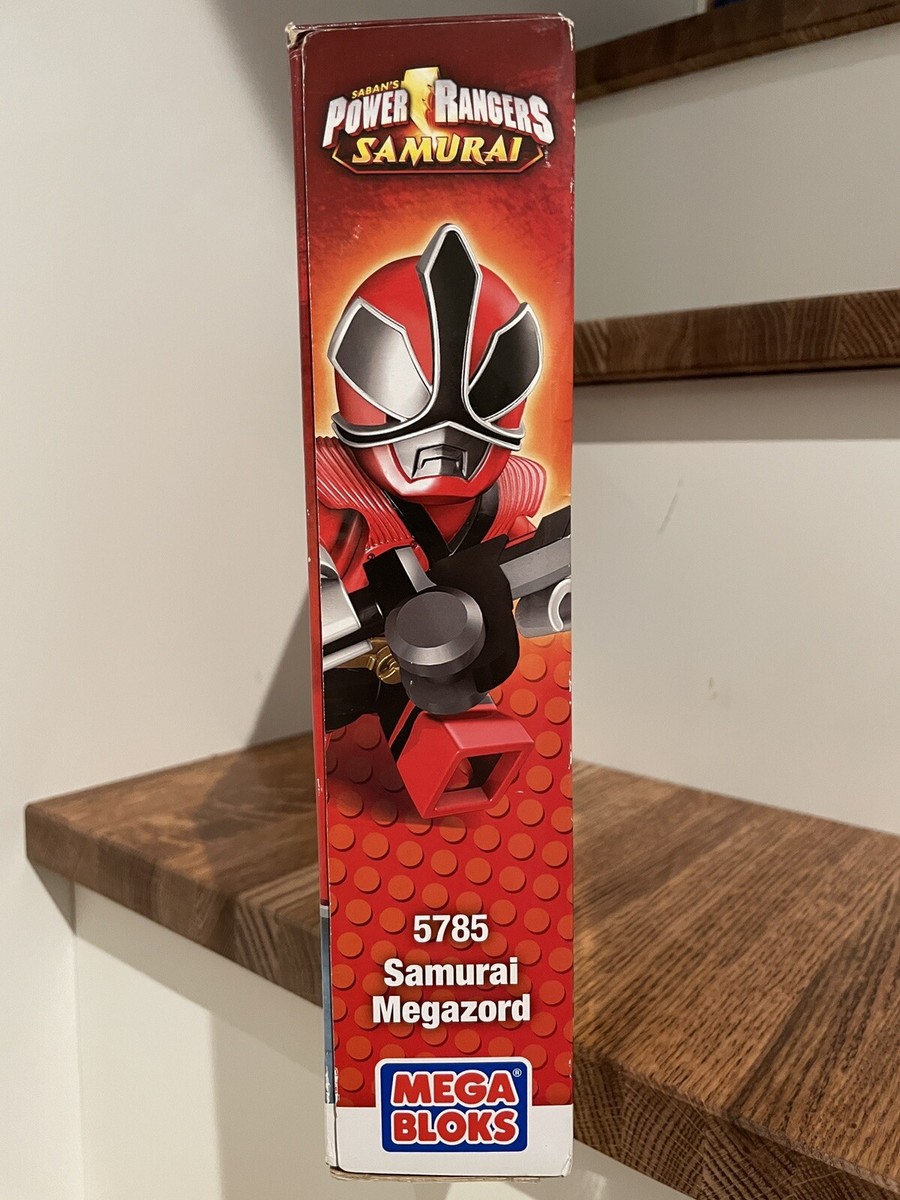 SABAN'S
POWER RANGERS
SAMURAI
5785
Samurai
Megazord
MEGA®
BLOKS